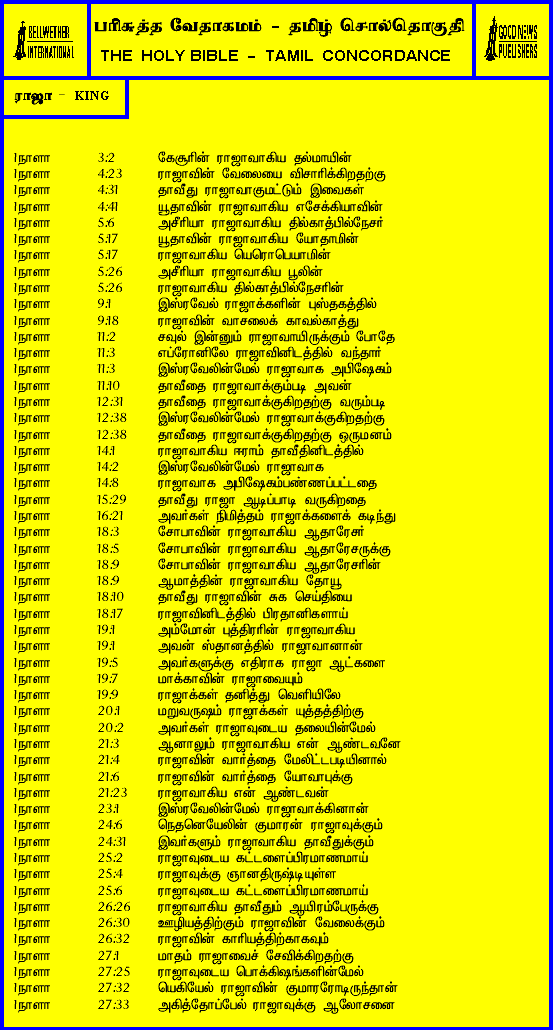 BELLWETHER
INTERNATIONAL
பரிசுத்த வேதாகமம் - தமிழ் சொல்தொகுதி
THE HOLY BIBLE - TAMIL CONCORDANCE
GOOD NEWS
PUBLISHERS
ராஜா - KING
1நாளா 3:2 கேசூரின் ராஜாவாகிய தல்மாயின்
1நாளா 4:23 ராஜாவின் வேலையை விசாரிக்கிறதற்கு
1நாளா 4:31 தாவீது ராஜாவாகுமட்டும் இவைகள்
1நாளா 4:41 யூதாவின் ராஜாவாகிய எசேக்கியாவின்
1நாளா 5:6 அசீரியா ராஜாவாகிய தில்காத்பில்நேசர்
1நாளா 5:17 யூதாவின் ராஜாவாகிய யோதாமின்
1நாளா 5:17 ராஜாவாகிய யெரொபெயாமின்
1நாளா 5:26 அசீரியா ராஜாவாகிய பூலின்
1நாளா 5:26 ராஜாவாகிய தில்காத்பில்நேசரின்
1நாளா 9:1 இஸ்ரவேல் ராஜாக்களின் புஸ்தகத்தில்
1நாளா 9:18 ராஜாவின் வாசலைக் காவல்காத்து
1நாளா 11:2 சவுல் இன்னும் ராஜாவாயிருக்கும் போதே
1நாளா 11:3 எப்ரோனிலே ராஜாவினிடத்தில் வந்தார்
1நாளா 11:3 இஸ்ரவேலின்மேல் ராஜாவாக அபிஷேகம்
1நாளா 11:10 தாவீதை ராஜாவாக்கும்படி அவன்
1நாளா 12:31 தாவீதை ராஜாவாக்குகிறதற்கு வரும்படி
1நாளா 12:38 இஸ்ரவேலின்மேல் ராஜாவாக்குகிறதற்கு
1நாளா 12:38 தாவீதை ராஜாவாக்குகிறதற்கு ஒருமனம்
1நாளா 14:1 ராஜாவாகிய ஈராம் தாவீதினிடத்தில்
1நாளா 14:2 இஸ்ரவேலின்மேல் ராஜாவாக
1நாளா 14:8 ராஜாவாக அபிஷேகம்பண்ணப்பட்டதை
1நாளா 15:29 தாவீது ராஜா ஆடிப்பாடி வருகிறதை
1நாளா 16:21 அவர்கள் நிமித்தம் ராஜாக்களைக் கடிந்து
1நாளா 18:3 சோபாவின் ராஜாவாகிய ஆதாரேசர்
1நாளா 18:5 சோபாவின் ராஜாவாகிய ஆதாரேசருக்கு
1நாளா 18:9 சோபாவின் ராஜாவாகிய ஆதாரேசரின்
1நாளா 18:9 ஆமாத்தின் ராஜாவாகிய தோயூ
1நாளா 18:10 தாவீது ராஜாவின் சுக செய்தியை
1நாளா 18:17 ராஜாவினிடத்தில் பிரதானிகளாய்
1நாளா 19:1 அம்மோன் புத்திரரின் ராஜாவாகிய
1நாளா 19:1 அவன் ஸ்தானத்தில் ராஜாவானான்
1நாளா 19:5 அவர்களுக்கு எதிராக ராஜா ஆட்களை
1நாளா 19:7 மாக்காவின் ராஜாவையும்
1நாளா 19:9 ராஜாக்கள் தனித்து வெளியிலே
1நாளா 20:1 மறுவருஷம் ராஜாக்கள் யுத்தத்திற்கு
1நாளா 20:2 அவர்கள் ராஜாவுடைய தலையின்மேல்
1நாளா 21:3 ஆனாலும் ராஜாவாகிய என் ஆண்டவனே
1நாளா 21:4 ராஜாவின் வார்த்தை மேலிட்டபடியினால்
1நாளா 21:6 ராஜாவின் வார்த்தை யோவாபுக்கு
1நாளா 21:23 ராஜாவாகிய என் ஆண்டவன்
1நாளா 23:1 இஸ்ரவேலின்மேல் ராஜாவாக்கினான்
1நாளா 24:6 நெதனெயேலின் குமாரன் ராஜாவுக்கும்
1நாளா 24:31 இவர்களும் ராஜாவாகிய தாவீதுக்கும்
1நாளா 25:2 ராஜாவுடைய கட்டளைப்பிரமாணமாய்
1நாளா 25:4 ராஜாவுக்கு ஞானதிருஷ்டியுள்ள
1நாளா 25:6 ராஜாவுடைய கட்டளைப்பிரமாணமாய்
1நாளா 26:26 ராஜாவாகிய தாவீதும் ஆயிரம்பேருக்கு
1நாளா 26:30 ஊழியத்திற்கும் ராஜாவின் வேலைக்கும்
1நாளா 26:32 ராஜாவின் காரியத்திற்காகவும்
1நாளா 27:1 மாதம் ராஜாவைச் சேவிக்கிறதற்கு
1நாளா 27:25 ராஜாவுடைய பொக்கிஷங்களின்மேல்
1நாளா 27:32 யெகியேல் ராஜாவின் குமாரரோடிருந்தான்
1நாளா 27:33 அகித்தோப்பேல் ராஜாவுக்கு ஆலோசனை